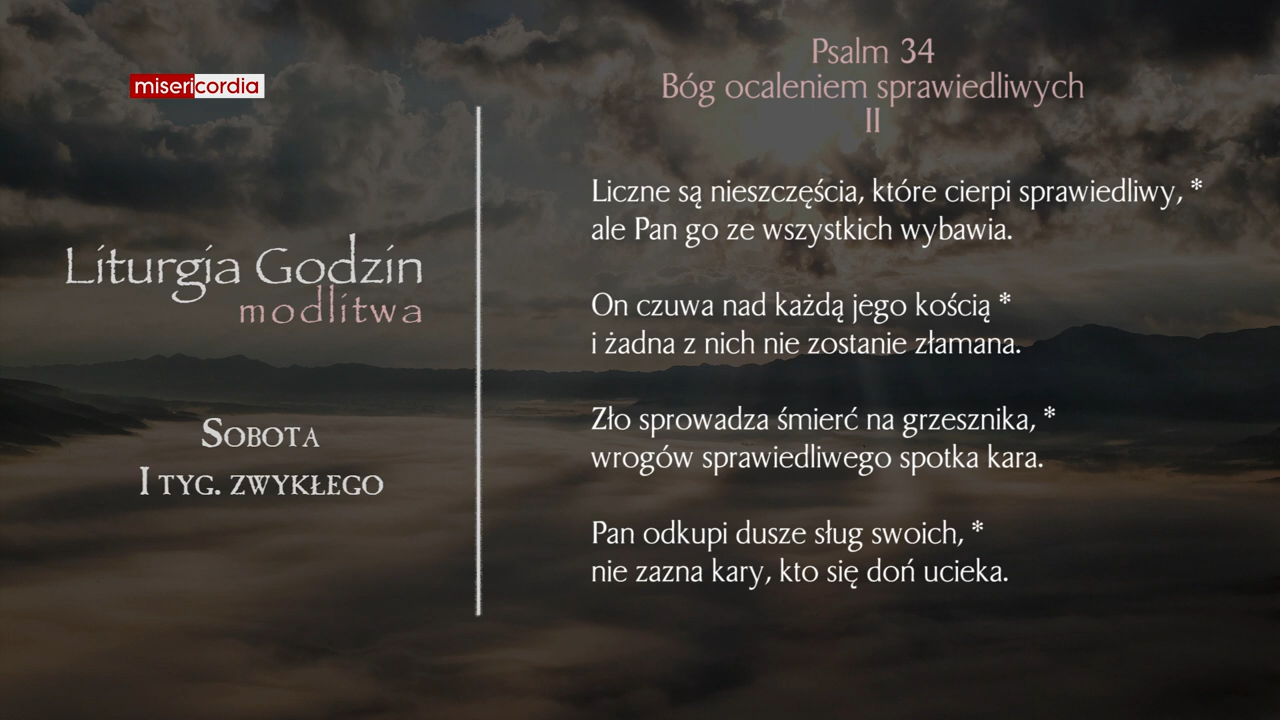 misericordia
Liturgia Godzin
modlitwa
Sobota
I tyg. zwykłego
Psalm 34
Bóg ocaleniem sprawiedliwych
II
Liczne są nieszczęścia, które cierpi sprawiedliwy, *
ale Pan go ze wszystkich wybawia.
On czuwa nad każdą jego kością *
i żadna z nich nie zostanie złamana.
Zło sprowadza śmierć na grzesznika, *
wrogów sprawiedliwego spotka kara.
Pan odkupi dusze sług swoich, *
nie zazna kary, kto się doń ucieka.